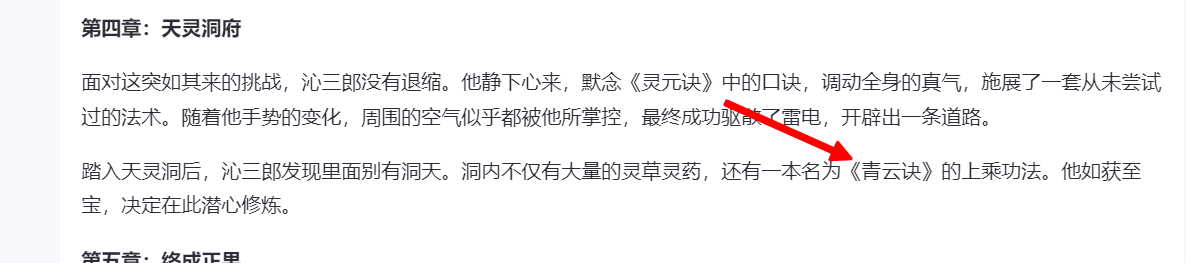 第四章：天灵洞府
面对这突如其来的挑战，沁三郎没有退缩。他静下心来，默念《灵元诀》中的口诀，调动全身的真气，施展了一套从未尝试
过的法术。随着他手势的变化，周围的空气似乎都被他所掌控，最终成功驱散了雷电，开辟出一条道路。
踏入天灵洞后，沁三郎发现里面别有洞天。洞内不仅有大量的灵草灵药，还有一本名为《青云诀》的上乘功法。他如获至
宝，决定在此潜心修炼。
第五章：终成正果